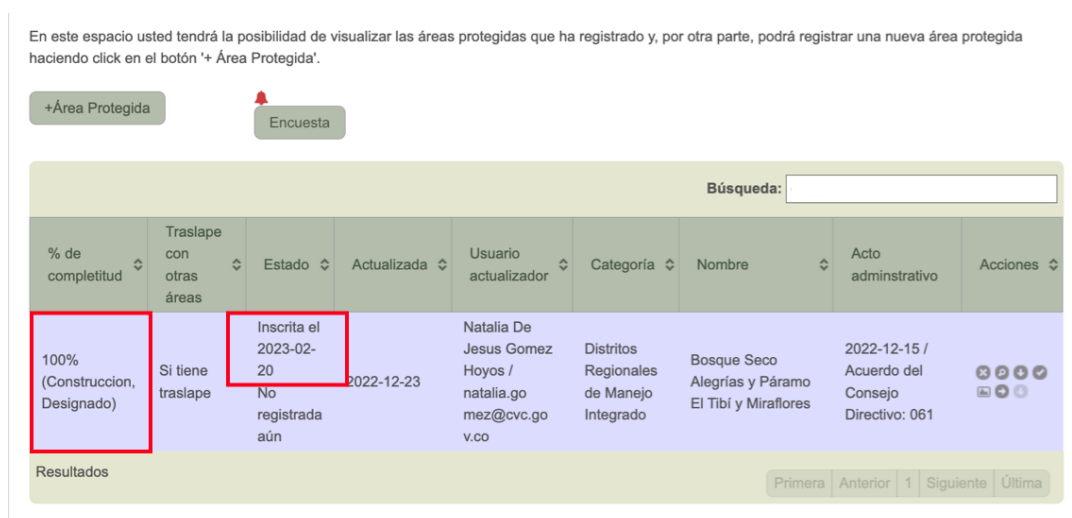 En este espacio usted tendrá la posibilidad de visualizar las áreas protegidas que ha registrado y, por otra parte, podrá registrar una nueva área protegida
haciendo click en el botón '+ Área Protegida'.
+Área Protegida
Encuesta
Búsqueda:
% de
completitud
Traslape
con
otras
áreas
Estado
Actualizada
Usuario
actualizador
Categoría
Nombre
Acto
adminstrativo
Acciones
100%
(Construccion,
Designado)
Si tiene
traslape
Inscrita el
2023-02-
20
No
registrada
aún
2022-12-23
Natalia De
Jesus Gomez
Hoyos /
natalia.go
mez@cvc.go
v.co
Distritos
Regionales
de Manejo
Integrado
Bosque Seco
Alegrías y Páramo
El Tibí y Miraflores
2022-12-15 /
Acuerdo del
Consejo
Directivo: 061
Resultados
Primera
Anterior
1
Siguiente
Última